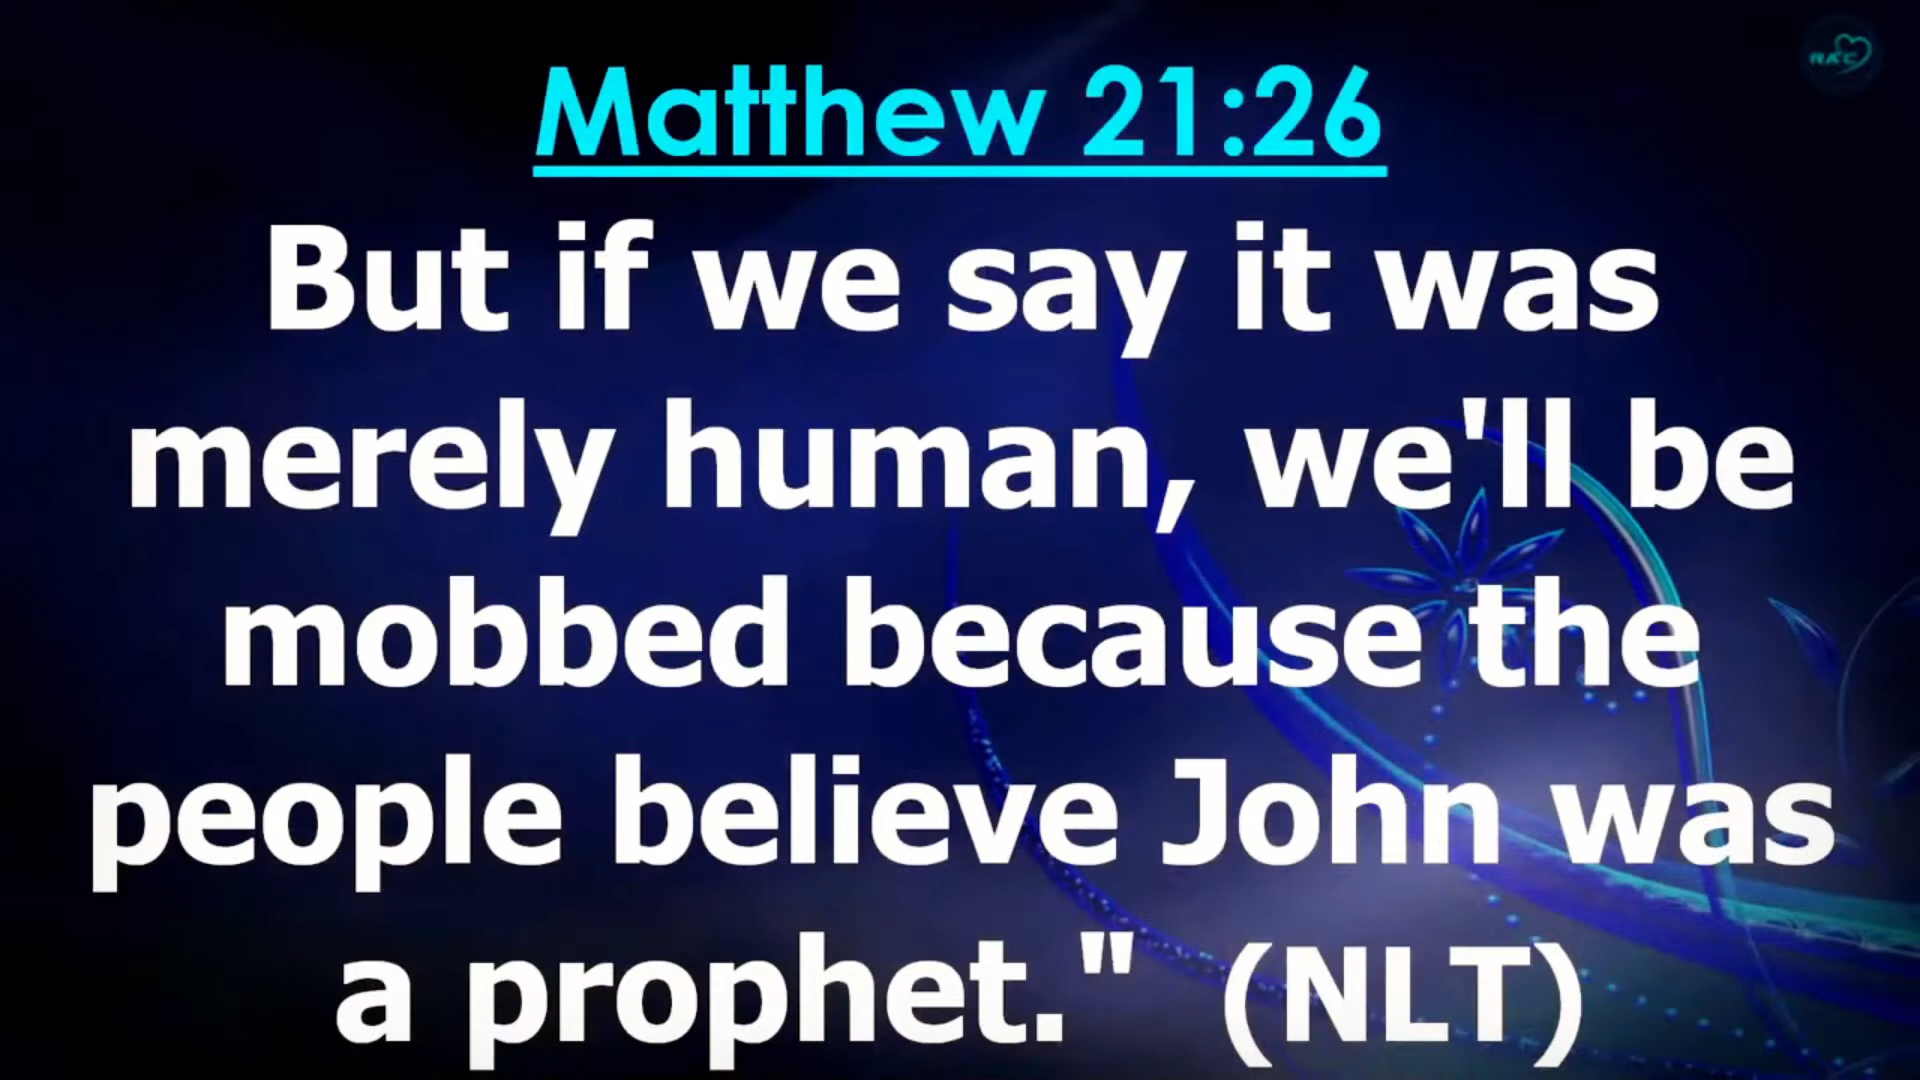 RAC
Matthew 21:26
But if we say it was
merely human, we'll be
mobbed because the
people believe John was
a prophet." (NLT)